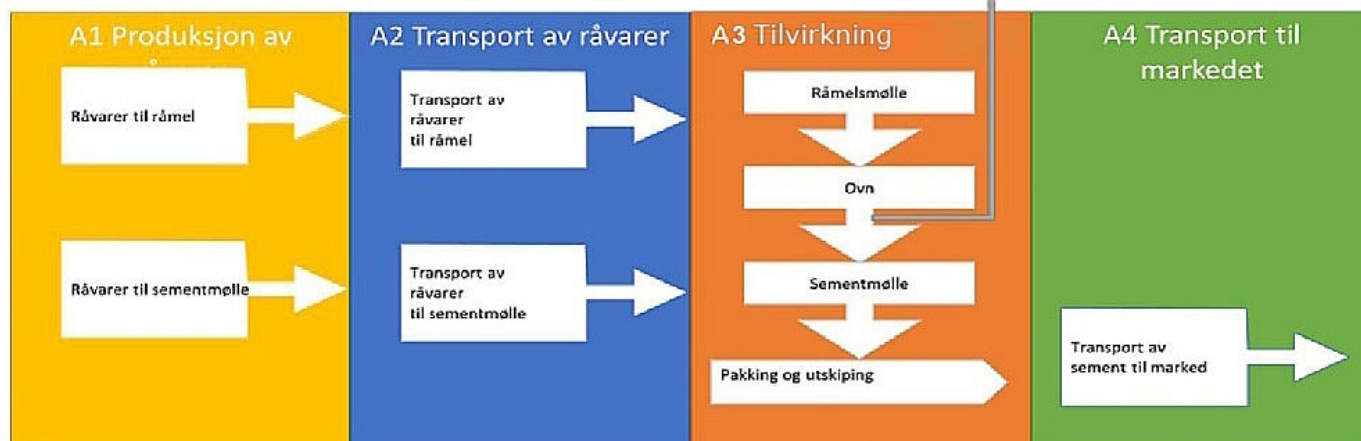 A1 Produksjon av
Råvarer til råmel
Råvarer til sementmølle
A2 Transport av råvarer
Transport av
råvarer
til råmel
Transport av
råvarer
til sementmølle
A3 Tilvirkning
Råmelsmølle
Ovn
Sementmølle
Pakking og utskiping
A4 Transport til
markedet
Transport av
sement til marked